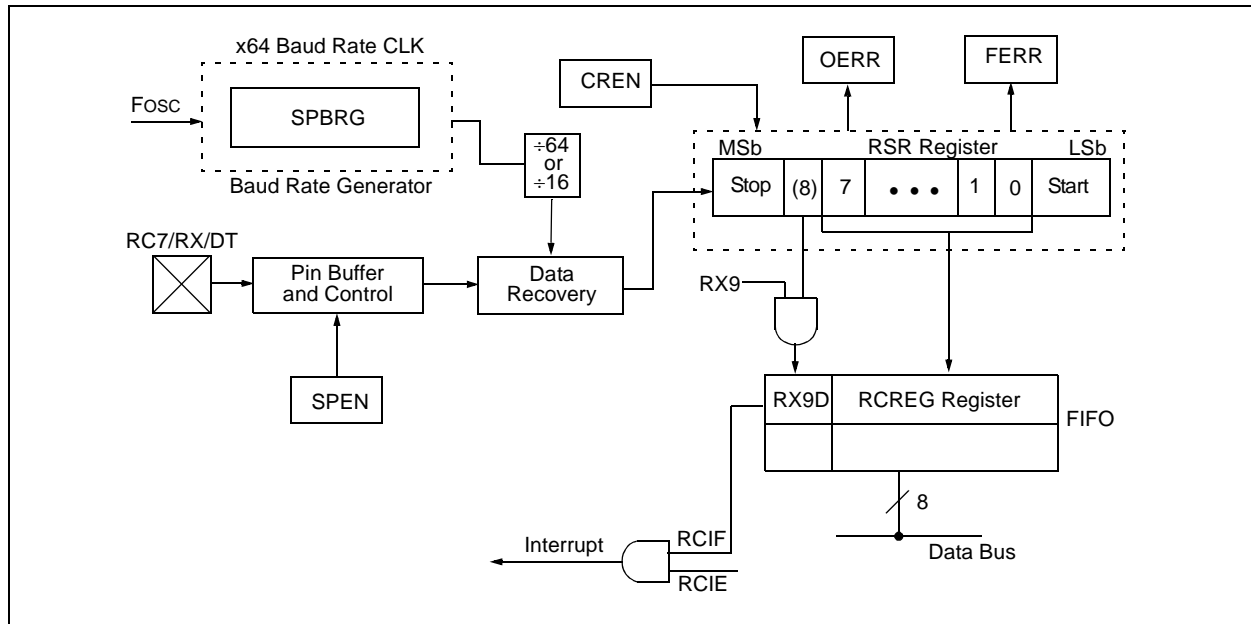 x64 Baud Rate CLK
FOSC
SPBRG
Baud Rate Generator
÷64
or
÷16
CREN
OERR
FERR
MSb
RSR Register
LSb
Stop
(8)
7
• • •
1
0
Start
RC7/RX/DT
Pin Buffer
and Control
Data
Recovery
SPEN
RX9
RX9D
RCREG Register
FIFO
8
Data Bus
Interrupt
RCIF
RCIE